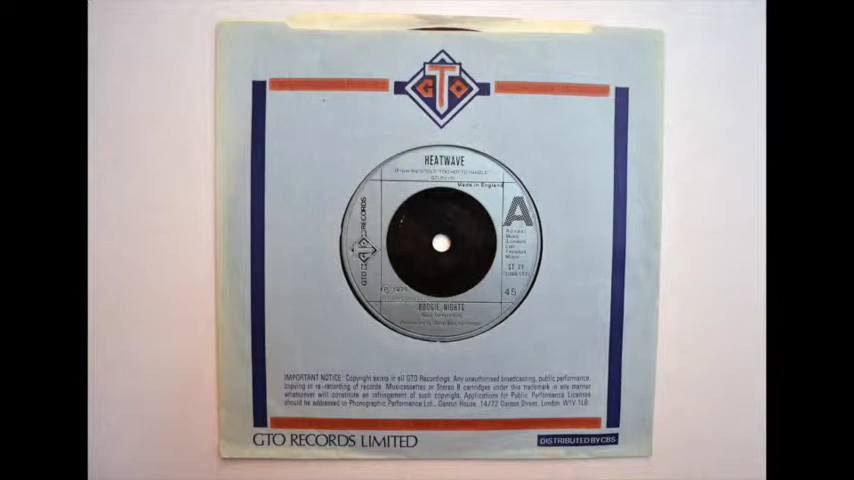 GTO
HEATWAVE
Made in England
A
GTO RECORDS
GT 77
45
BOOGIE NIGHTS
IMPORTANT NOTICE: Copyright exists in all GTO Recordings. Any unauthorised broadcasting, public performance,
copying or re-recording of records, Musicassettes or Stereo 8 cartridges under this trademark in any manner
whatsoever will constitute an infringement of such copyright. Applications for Public Performance Licences
should be addressed to Phonographic Performance Ltd., Ganton House, 14/22 Ganton Street, London W1V 1LB.
GTO RECORDS LIMITED
DISTRIBUTED BY CBS